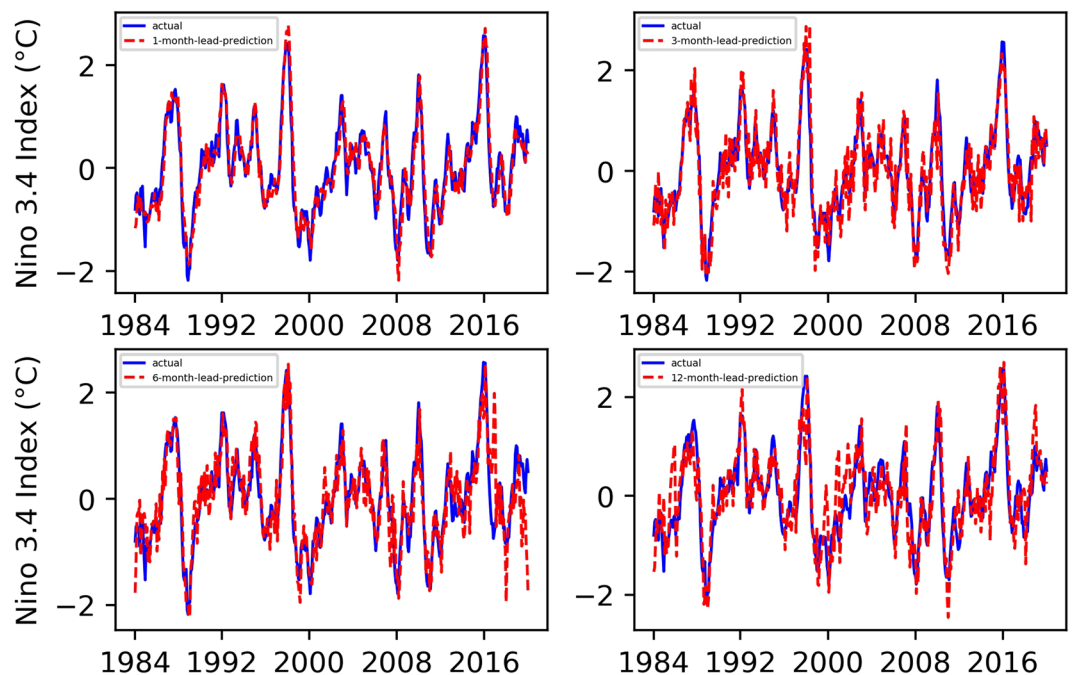 Nino 3.4 Index (°C)
actual
1-month-lead-prediction
2
0
−2
1984 1992 2000 2008 2016
actual
3-month-lead-prediction
2
0
−2
1984 1992 2000 2008 2016
Nino 3.4 Index (°C)
actual
6-month-lead-prediction
2
0
−2
1984 1992 2000 2008 2016
actual
12-month-lead-prediction
2
0
−2
1984 1992 2000 2008 2016